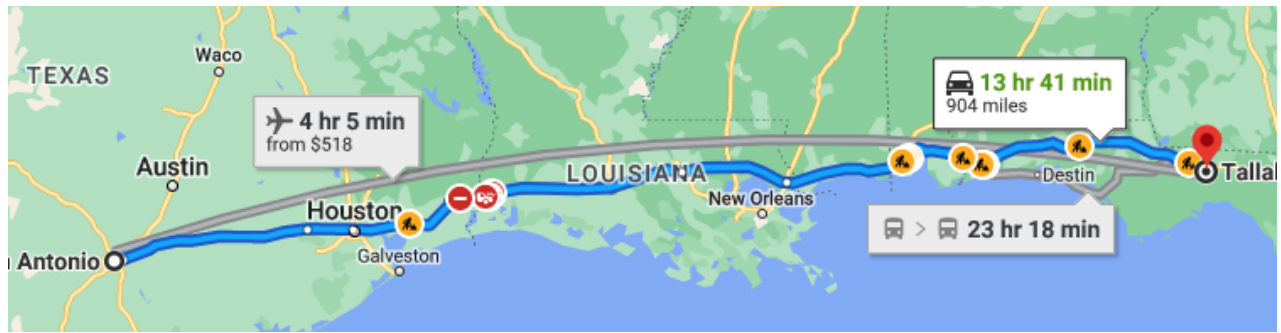 Waco
TEXAS
4 hr 5 min
from $518
Austin
Houston
Galveston
Antonio
LOUISIANA
New Orleans
13 hr 41 min
904 miles
Destin
Tallal
> 23 hr 18 min